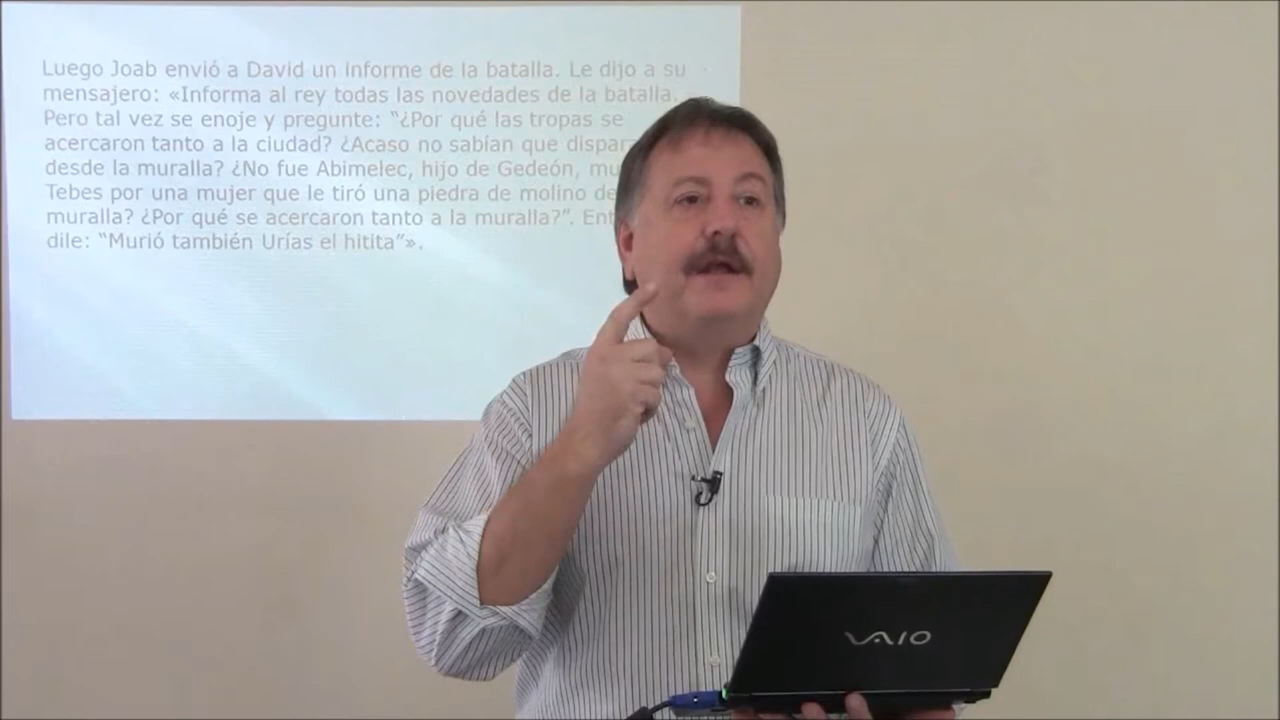 Luego Joab envió a David un informe de la batalla. Le dijo a su
mensajero: «Informa al rey todas las novedades de la batalla.
Pero tal vez se enoje y pregunte: “¿Por qué las tropas se
acercaron tanto a la ciudad? ¿Acaso no sabían que dispara
desde la muralla? ¿No fue Abimelec, hijo de Gedeón, mu
Tebes por una mujer que le tiró una piedra de molino de
muralla? ¿Por qué se acercaron tanto a la muralla?”. Ent
dile: “Murió también Urías el hitita”».
VAIO